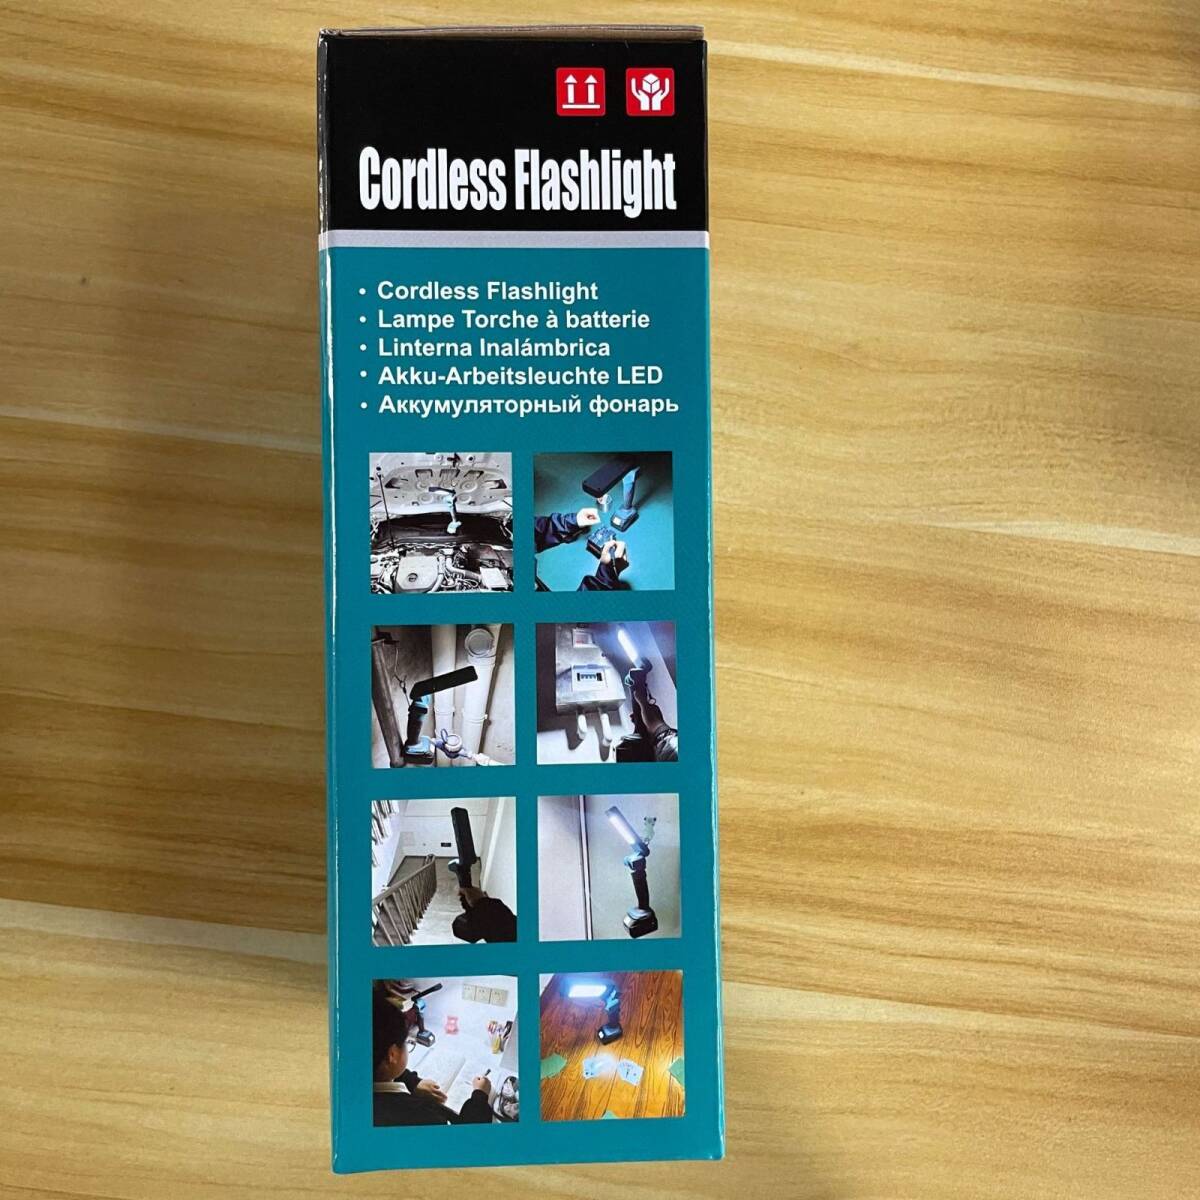 Cordless Flashlight
• Cordless Flashlight
• Lampe Torche à batterie
• Linterna Inalámbrica
• Akku-Arbeitsleuchte LED
• Аккумуляторный фонарь